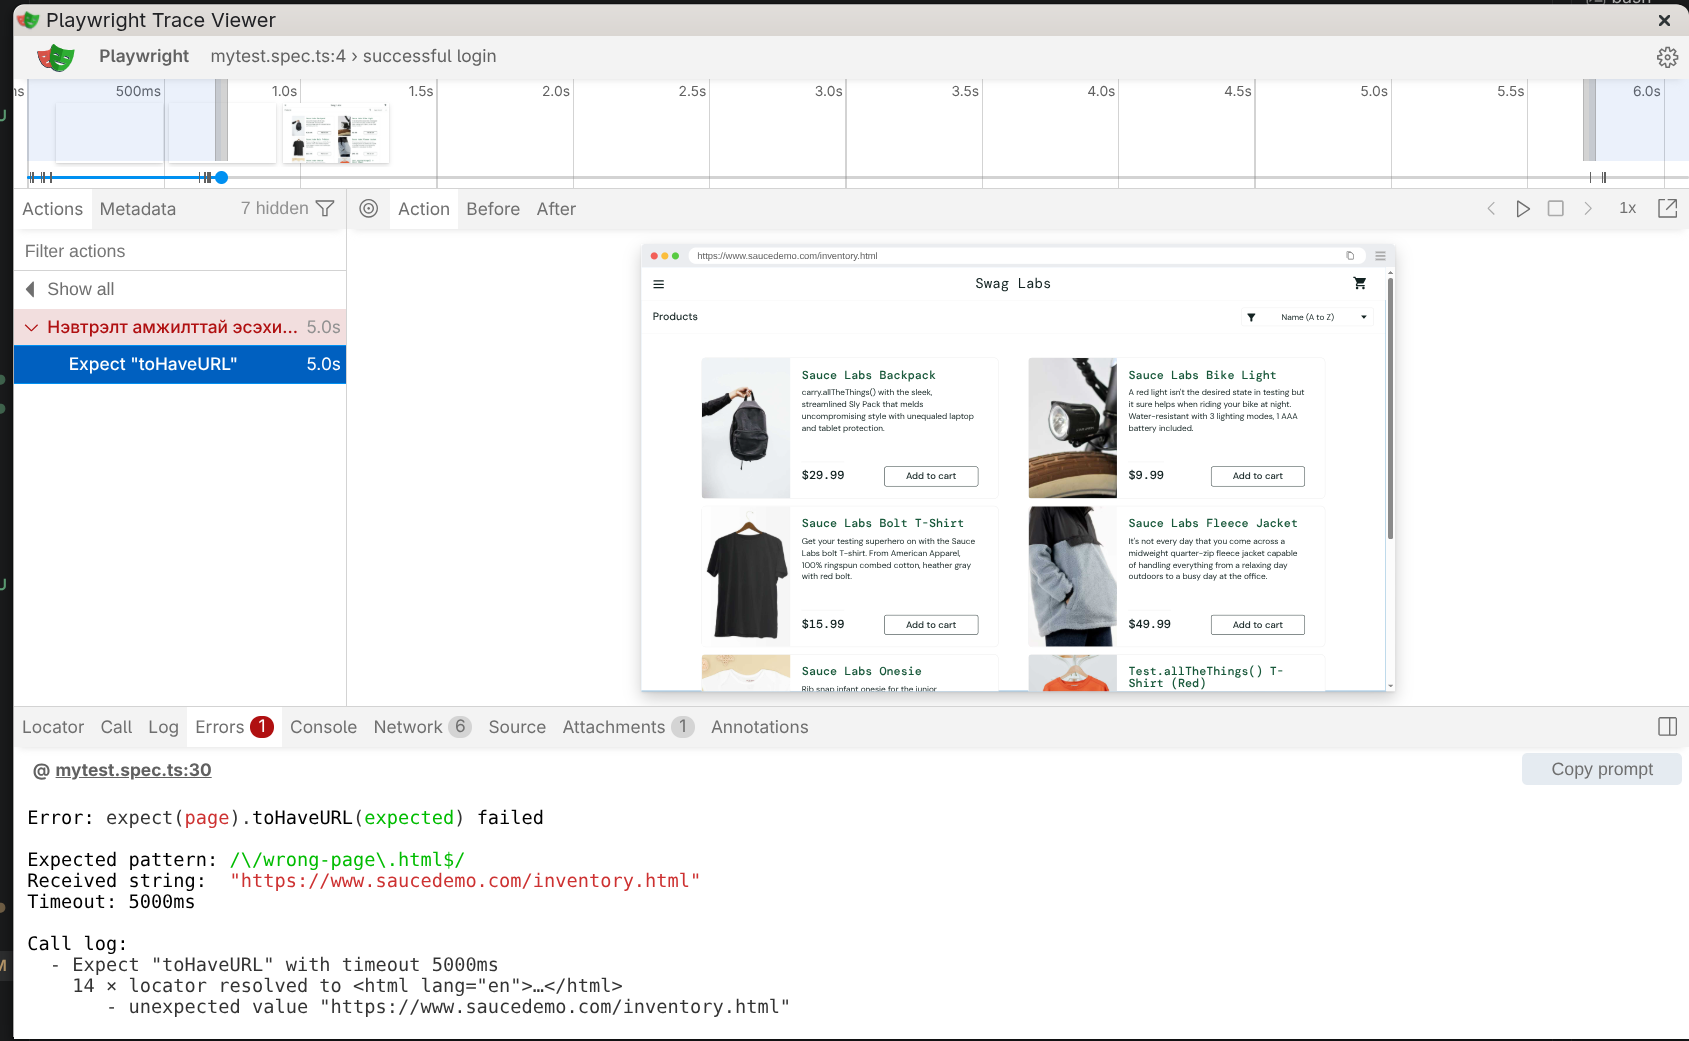 Playwright Trace Viewer
Playwright mytest.spec.ts:4 › successful login
500ms 1.0s 1.5s 2.0s 2.5s 3.0s 3.5s 4.0s 4.5s 5.0s 5.5s 6.0s
Actions Metadata 7 hidden
Action Before After 1x
Filter actions
Show all
Нэвтрэлт амжилттай эсэхи... 5.0s
Expect "toHaveURL" 5.0s
https://www.saucedemo.com/inventory.html
Swag Labs
Products Name (A to Z)
Sauce Labs Backpack
carry.allTheThings() with the sleek,
streamlined Sly Pack that melds
uncompromising style with unequaled laptop
and tablet protection.
$29.99 Add to cart
Sauce Labs Bike Light
A red light isn't the desired state in testing but
it sure helps when riding your bike at night.
Water-resistant with 3 lighting modes, 1 AAA
battery included.
$9.99 Add to cart
Sauce Labs Bolt T-Shirt
Get your testing superhero on with the Sauce
Labs bolt T-shirt. From American Apparel,
100% ringspun combed cotton, heather gray
with red bolt.
$15.99 Add to cart
Sauce Labs Fleece Jacket
It's not every day that you come across a
midweight quarter-zip fleece jacket capable
of handling everything from a relaxing day
outdoors to a busy day at the office.
$49.99 Add to cart
Sauce Labs Onesie
Rib snap infant onesie for the junior
Test.allTheThings() T-
Shirt (Red)
Locator Call Log Errors 1 Console Network 6 Source Attachments 1 Annotations
@ mytest.spec.ts:30
Copy prompt
Error: expect(page).toHaveURL(expected) failed
Expected pattern: /\/wrong-page\.html$/
Received string: "https://www.saucedemo.com/inventory.html"
Timeout: 5000ms
Call log:
- Expect "toHaveURL" with timeout 5000ms
14 × locator resolved to <html lang="en">…</html>
- unexpected value "https://www.saucedemo.com/inventory.html"